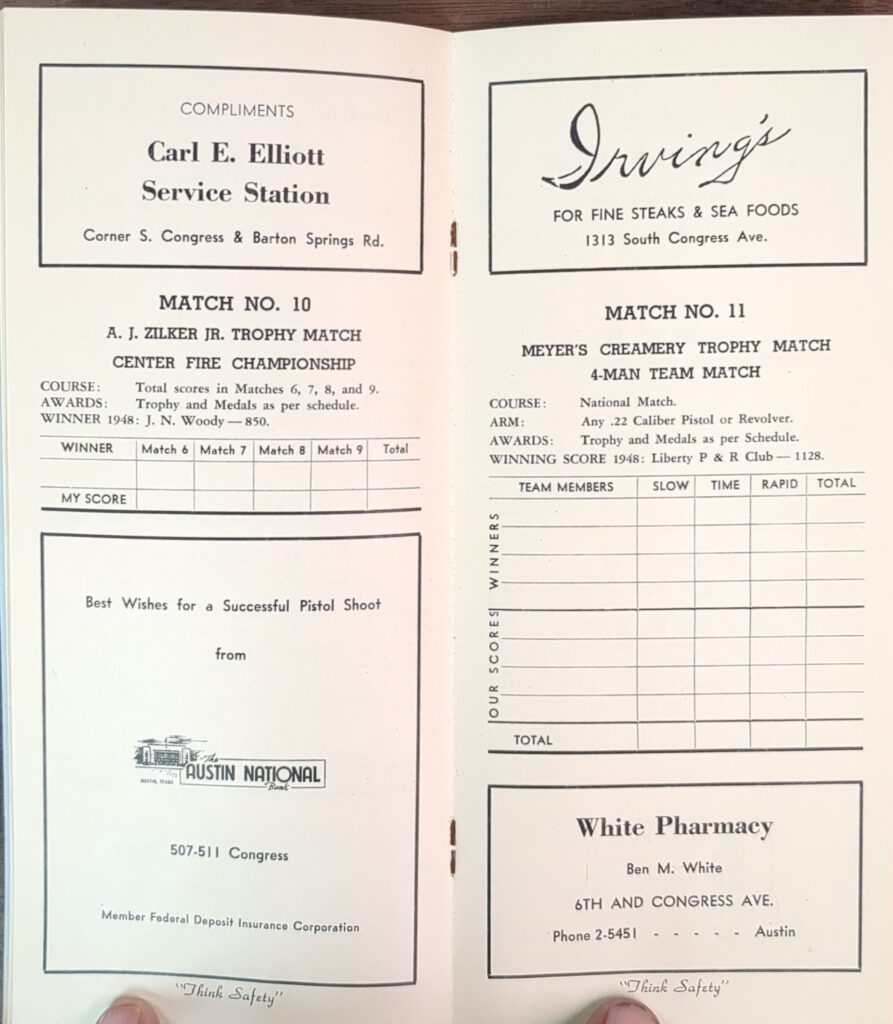 COMPLIMENTS
Carl E. Elliott
Service Station
Corner S. Congress & Barton Springs Rd.
MATCH NO. 10
A. J. ZILKER JR. TROPHY MATCH
CENTER FIRE CHAMPIONSHIP
COURSE: Total scores in Matches 6, 7, 8, and 9.
AWARDS: Trophy and Medals as per schedule.
WINNER 1948: J. N. Woody — 850.
WINNER Match 6 Match 7 Match 8 Match 9 Total
MY SCORE
Best Wishes for a Successful Pistol Shoot
from
The
AUSTIN NATIONAL
Bank
AUSTIN, TEXAS
507-511 Congress
Member Federal Deposit Insurance Corporation
"Think Safety"
Irving's
FOR FINE STEAKS & SEA FOODS
1313 South Congress Ave.
MATCH NO. 11
MEYER'S CREAMERY TROPHY MATCH
4-MAN TEAM MATCH
COURSE: National Match.
ARM: Any .22 Caliber Pistol or Revolver.
AWARDS: Trophy and Medals as per Schedule.
WINNING SCORE 1948: Liberty P & R Club — 1128.
TEAM MEMBERS SLOW TIME RAPID TOTAL
WINNERS
OUR SCORES
TOTAL
White Pharmacy
Ben M. White
6TH AND CONGRESS AVE.
Phone 2-5451 - - - - - Austin
"Think Safety"